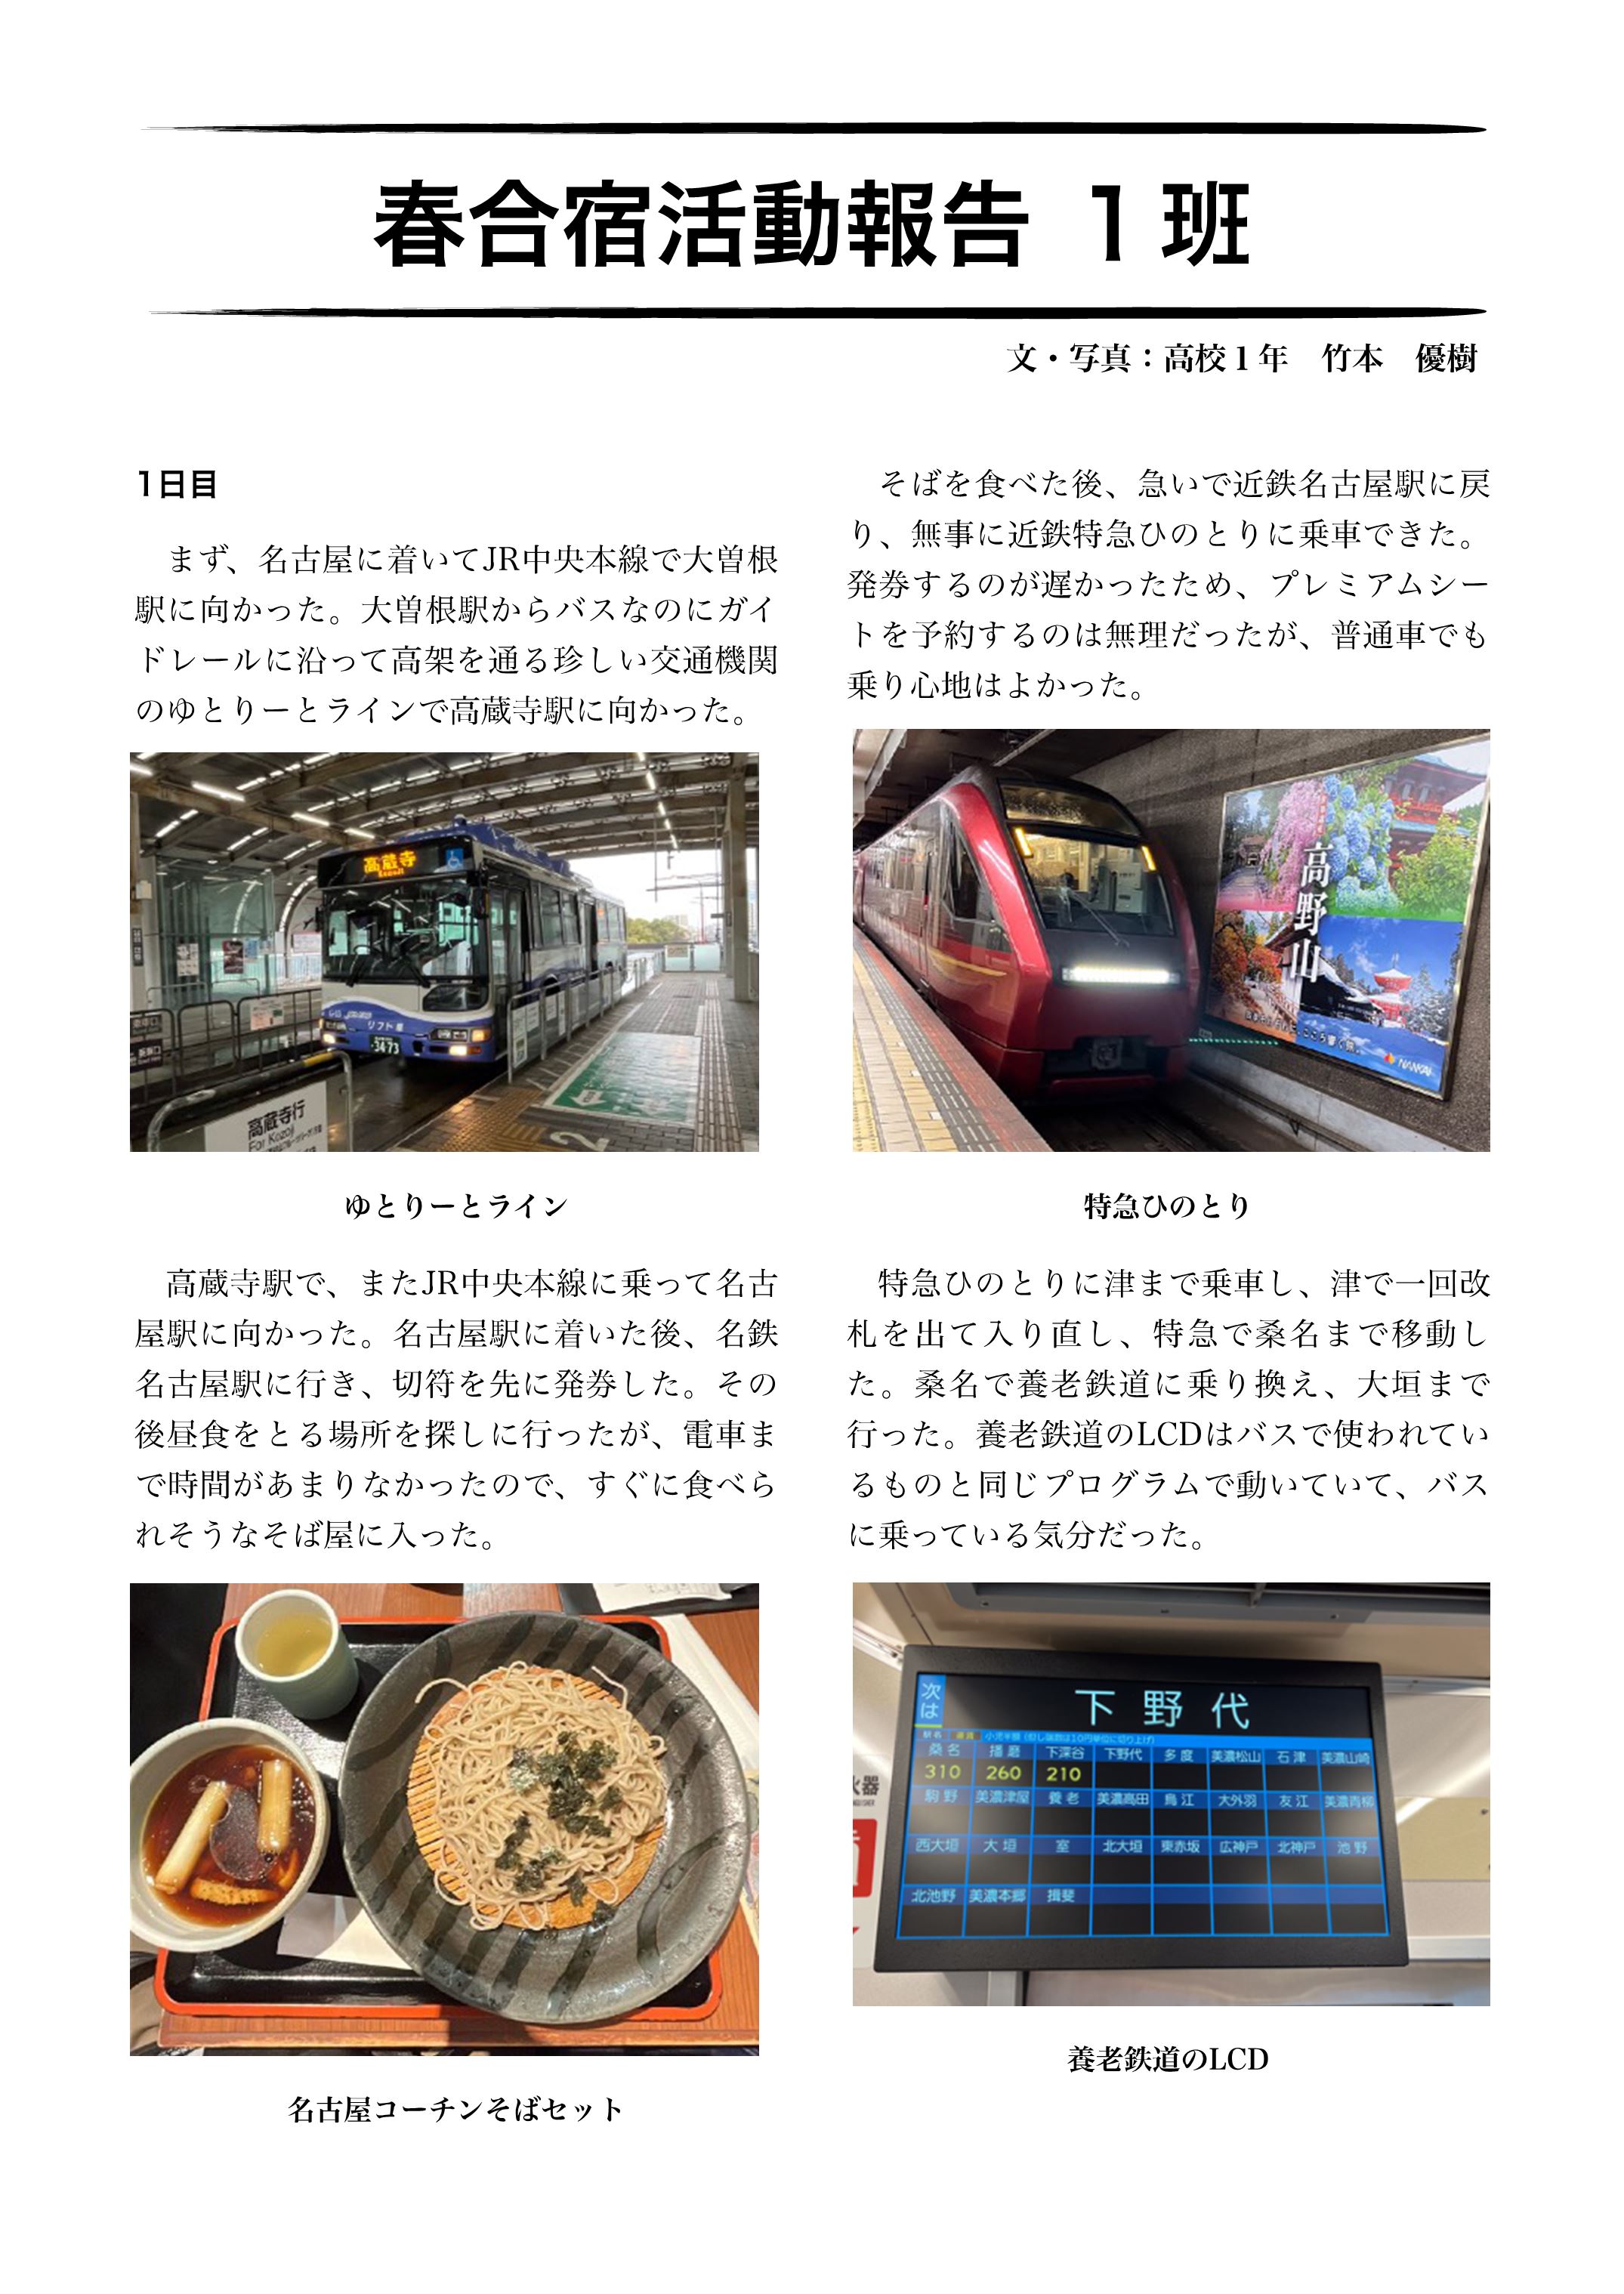 春合宿活動報告 1班
文・写真：高校1年　竹本　優樹
1日目
まず、名古屋に着いてJR中央本線で大曽根
駅に向かった。大曽根駅からバスなのにガイ
ドレールに沿って高架を通る珍しい交通機関
のゆとりーとラインで高蔵寺駅に向かった。
高蔵寺
Kozoji
リフト
34-73
高蔵寺行
For Kozoji
2
ゆとりーとライン
高蔵寺駅で、またJR中央本線に乗って名古
屋駅に向かった。名古屋駅に着いた後、名鉄
名古屋駅に行き、切符を先に発券した。その
後昼食をとる場所を探しに行ったが、電車ま
で時間があまりなかったので、すぐに食べら
れそうなそば屋に入った。
名古屋コーチンそばセット
そばを食べた後、急いで近鉄名古屋駅に戻
り、無事に近鉄特急ひのとりに乗車できた。
発券するのが遅かったため、プレミアムシー
トを予約するのは無理だったが、普通車でも
乗り心地はよかった。
高野山
NANKAI
特急ひのとり
特急ひのとりに津まで乗車し、津で一回改
札を出て入り直し、特急で桑名まで移動し
た。桑名で養老鉄道に乗り換え、大垣まで
行った。養老鉄道のLCDはバスで使われてい
るものと同じプログラムで動いていて、バス
に乗っている気分だった。
次は
下野代
桑名 播磨 下深谷 下野代 多度 美濃松山 石津 美濃山崎
310 260 210
駒野 美濃津屋 養老 美濃高田 烏江 大外羽 友江 美濃青柳
西大垣 大垣 室 北大垣 東赤坂 広神戸 北神戸 池野
北池野 美濃本郷 揖斐
養老鉄道のLCD